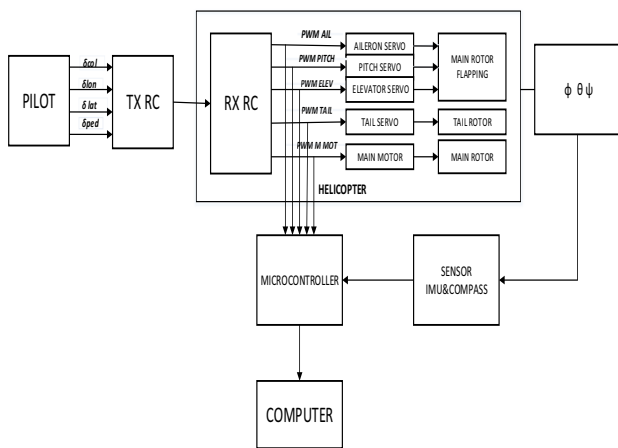 PILOT
δcol
δlon
δ lat
δped
TX RC
RX RC
PWM AIL
PWM PITCH
PWM ELEV
PWM TAIL
PWM M MOT
AILERON SERVO
PITCH SERVO
ELEVATOR SERVO
TAIL SERVO
MAIN MOTOR
MAIN ROTOR
FLAPPING
TAIL ROTOR
MAIN ROTOR
HELICOPTER
ϕ θ ψ
MICROCONTROLLER
SENSOR
IMU&COMPASS
COMPUTER